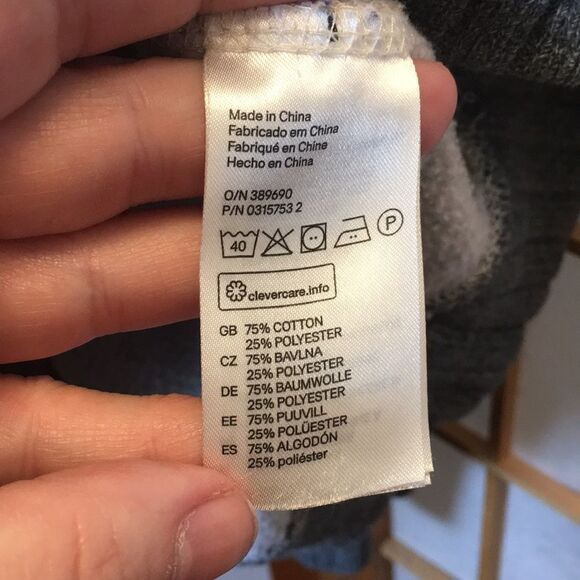 Made in China
Fabricado em China
Fabriqué en Chine
Hecho en China
O/N 389690
P/N 0315753 2
40 P
clevercare.info
GB 75% COTTON
25% POLYESTER
CZ 75% BAVLNA
25% POLYESTER
DE 75% BAUMWOLLE
25% POLYESTER
EE 75% PUUVILL
25% POLÜESTER
ES 75% ALGODÓN
25% poliéster